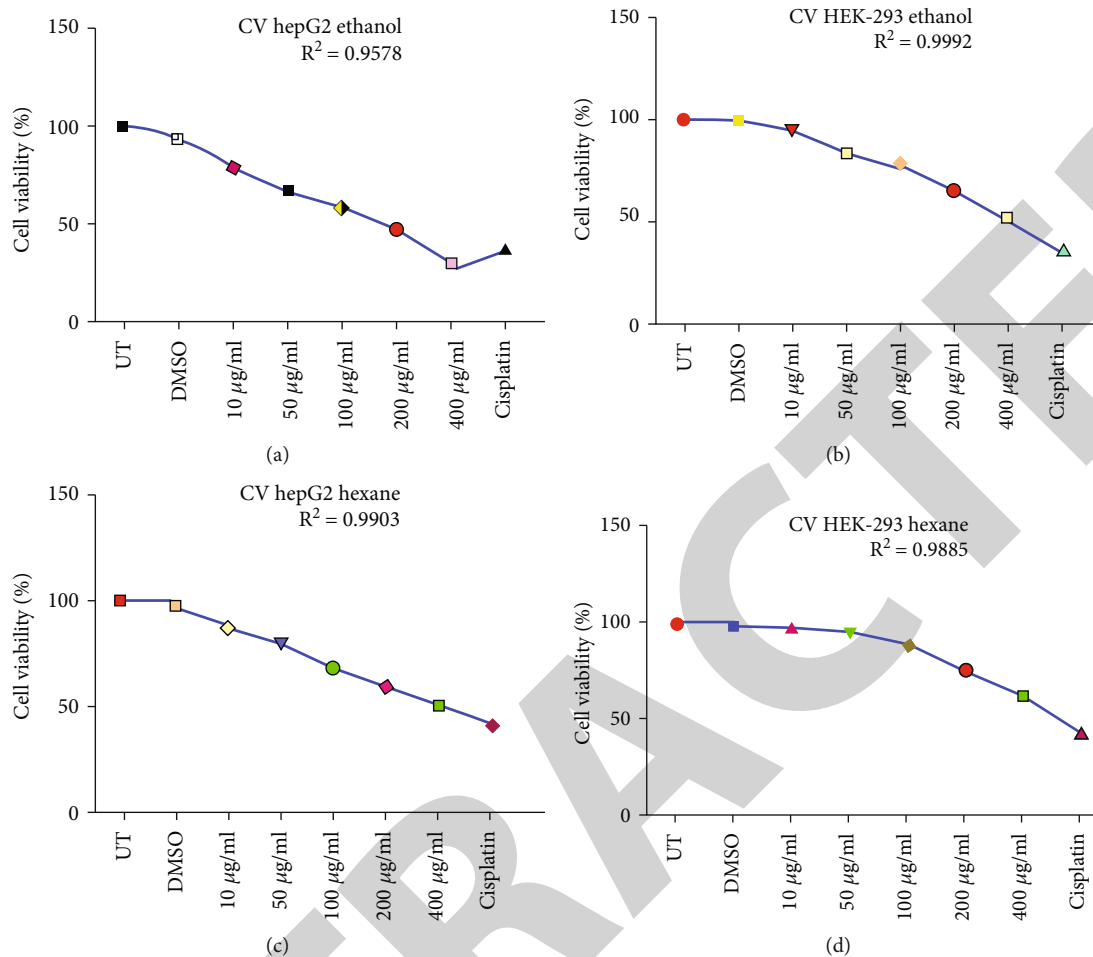 CV hepG2 ethanol
R² = 0.9578
150
100
50
0
Cell viability (%)
UT
DMSO
10 µg/ml
50 µg/ml
100 µg/ml
200 µg/ml
400 µg/ml
Cisplatin
(a)
CV HEK-293 ethanol
R² = 0.9992
150
100
50
0
Cell viability (%)
UT
DMSO
10 µg/ml
50 µg/ml
100 µg/ml
200 µg/ml
400 µg/ml
Cisplatin
(b)
CV hepG2 hexane
R² = 0.9903
150
100
50
0
Cell viability (%)
UT
DMSO
10 µg/ml
50 µg/ml
100 µg/ml
200 µg/ml
400 µg/ml
Cisplatin
(c)
CV HEK-293 hexane
R² = 0.9885
150
100
50
0
Cell viability (%)
UT
DMSO
10 µg/ml
50 µg/ml
100 µg/ml
200 µg/ml
400 µg/ml
Cisplatin
(d)
TRACTE